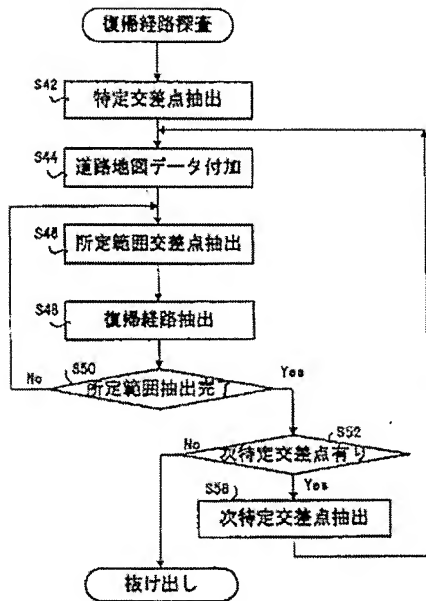 復帰経路探査
S42
特定交差点抽出
S44
道路地図データ付加
S46
所定範囲交差点抽出
S48
復帰経路抽出
S50
No
Yes
所定範囲抽出完了
S52
No
次特定交差点有り
Yes
S58
次特定交差点抽出
抜け出し